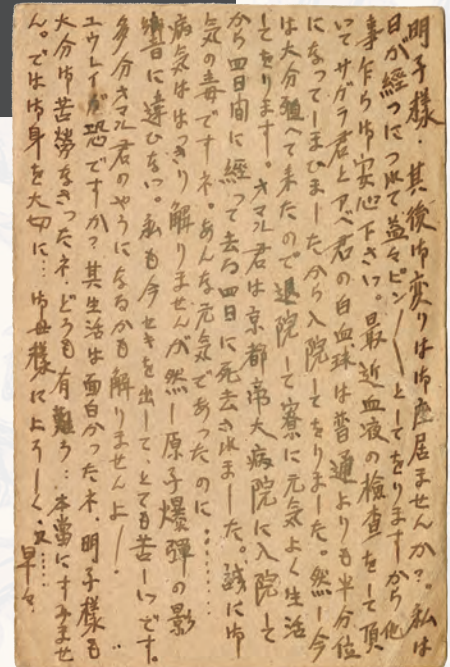 明子様．其後御変りは御座居ませんか？。私は
日が經つにつれて益々ピン〱としてをりますから他
事乍ら御安心下さい。最近血液の檢査をして頂
いてサガラ君とアベ君の白血球は普通よりも半分位
になってしまひましたから入院してをりました。然し今
は大分殖へて来たので退院して寮に元気よく生活
してをります。オマル君は京都帝大病院に入院して
から四日間に經って去る四日に死去されました。誠に御
気の毒ですネ。あんな元気であったのに………
病気ははっきり解りませんが然し原子爆彈の影
響に違ひない。私も今セキを出して、とても苦しいです。
多分オマル君のやうになるかも解りませんよ―．
ユウレイが恐ですか？其生活は面白かったネ．明子様も
大分御苦勞なさったネ．どうも有難う…本當にすみませ
ん。では御身を大切に…御母様によろしく．又……
早々